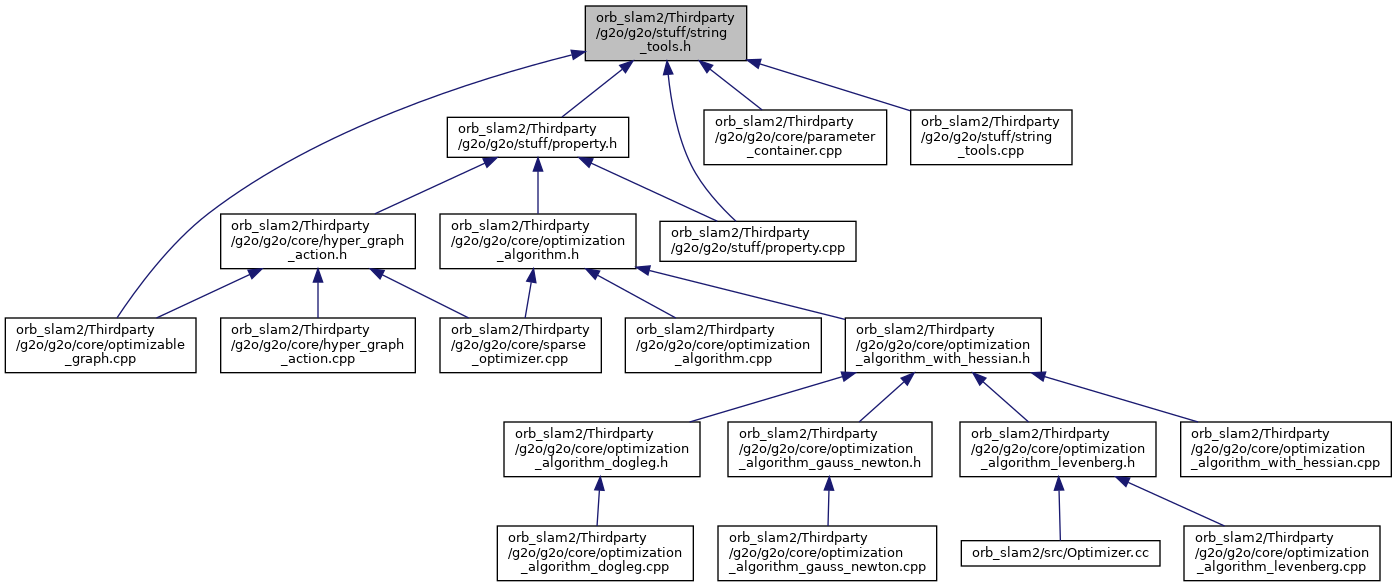 orb_slam2/Thirdparty
/g2o/g2o/stuff/string
_tools.h
orb_slam2/Thirdparty
/g2o/g2o/stuff/property.h
orb_slam2/Thirdparty
/g2o/g2o/core/parameter
_container.cpp
orb_slam2/Thirdparty
/g2o/g2o/stuff/string
_tools.cpp
orb_slam2/Thirdparty
/g2o/g2o/core/hyper_graph
_action.h
orb_slam2/Thirdparty
/g2o/g2o/core/optimization
_algorithm.h
orb_slam2/Thirdparty
/g2o/g2o/stuff/property.cpp
orb_slam2/Thirdparty
/g2o/g2o/core/optimizable
_graph.cpp
orb_slam2/Thirdparty
/g2o/g2o/core/hyper_graph
_action.cpp
orb_slam2/Thirdparty
/g2o/g2o/core/sparse
_optimizer.cpp
orb_slam2/Thirdparty
/g2o/g2o/core/optimization
_algorithm.cpp
orb_slam2/Thirdparty
/g2o/g2o/core/optimization
_algorithm_with_hessian.h
orb_slam2/Thirdparty
/g2o/g2o/core/optimization
_algorithm_dogleg.h
orb_slam2/Thirdparty
/g2o/g2o/core/optimization
_algorithm_gauss_newton.h
orb_slam2/Thirdparty
/g2o/g2o/core/optimization
_algorithm_levenberg.h
orb_slam2/Thirdparty
/g2o/g2o/core/optimization
_algorithm_with_hessian.cpp
orb_slam2/Thirdparty
/g2o/g2o/core/optimization
_algorithm_dogleg.cpp
orb_slam2/Thirdparty
/g2o/g2o/core/optimization
_algorithm_gauss_newton.cpp
orb_slam2/src/Optimizer.cc
orb_slam2/Thirdparty
/g2o/g2o/core/optimization
_algorithm_levenberg.cpp